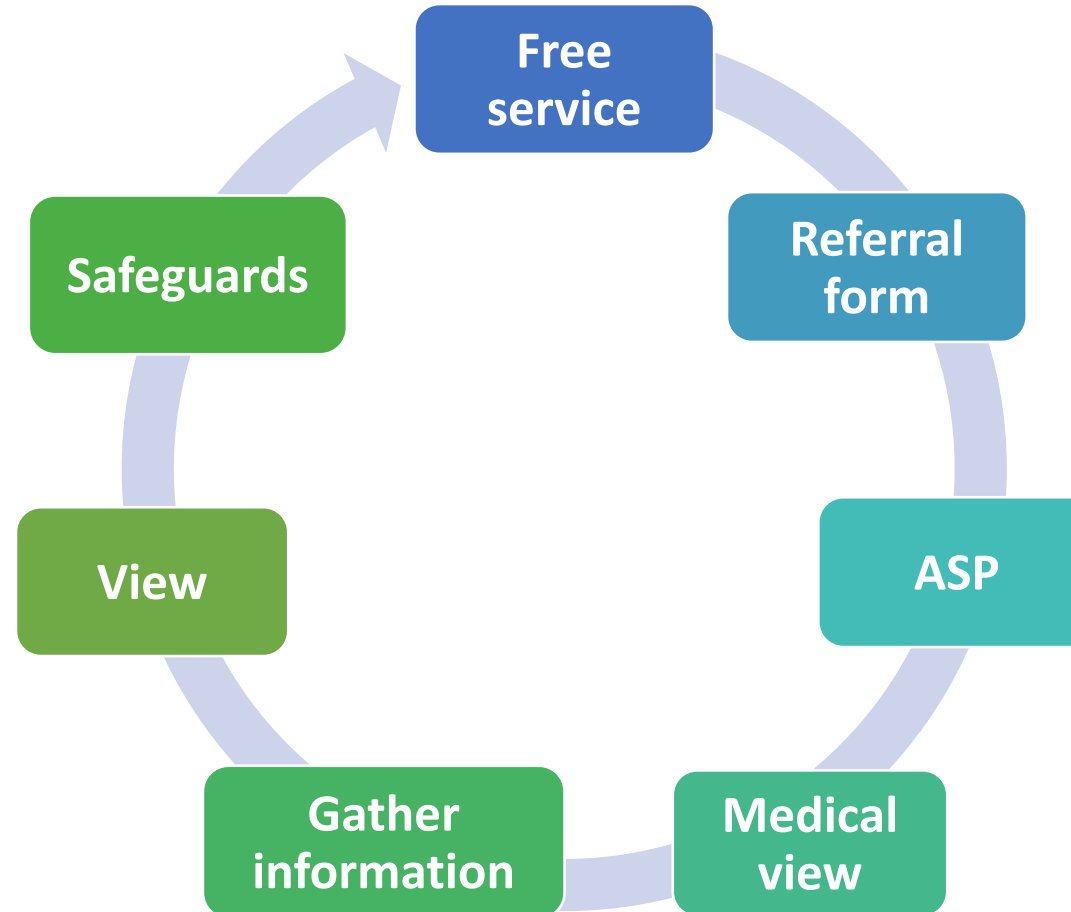 Free
service
Referral
form
ASP
Medical
view
Gather
information
View
Safeguards